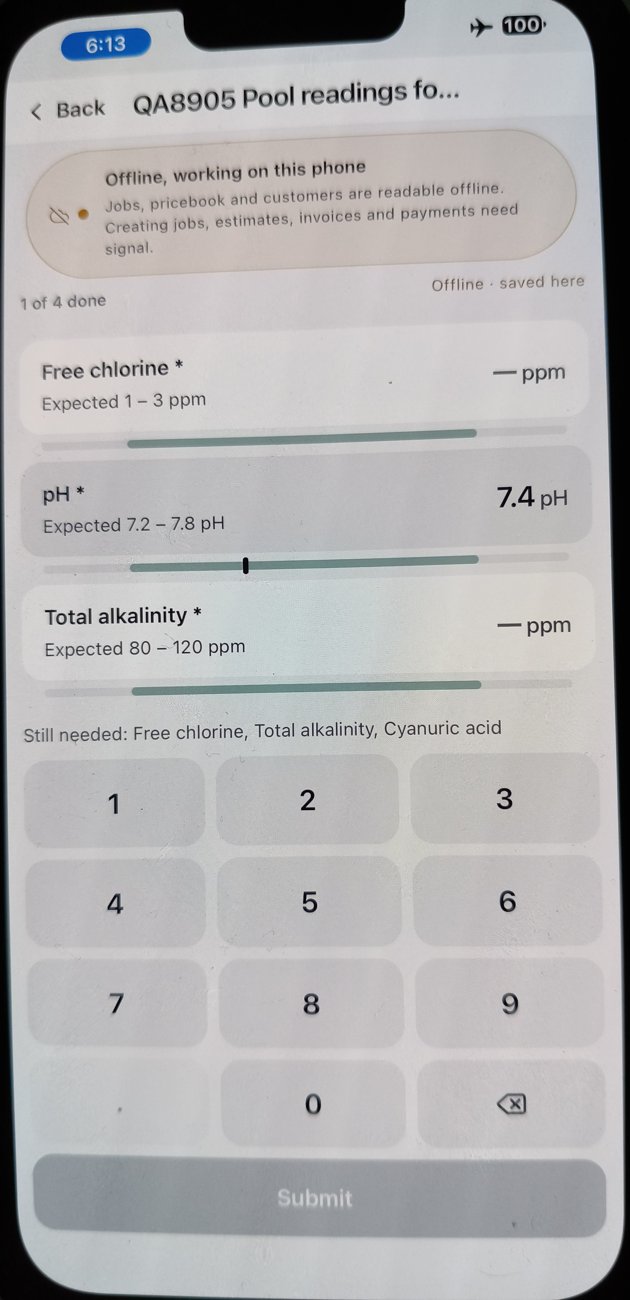 6:13
100
Back QA8905 Pool readings fo...
Offline, working on this phone
Jobs, pricebook and customers are readable offline.
Creating jobs, estimates, invoices and payments need
signal.
1 of 4 done
Offline · saved here
Free chlorine *
— ppm
Expected 1 – 3 ppm
pH *
7.4 pH
Expected 7.2 – 7.8 pH
Total alkalinity *
— ppm
Expected 80 – 120 ppm
Still needed: Free chlorine, Total alkalinity, Cyanuric acid
1 2 3
4 5 6
7 8 9
. 0
Submit